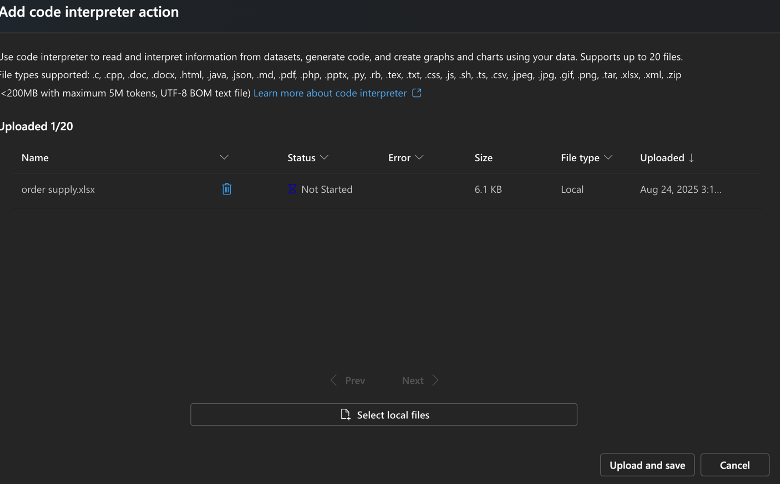 Add code interpreter action
Use code interpreter to read and interpret information from datasets, generate code, and create graphs and charts using your data. Supports up to 20 files.
File types supported: .c, .cpp, .doc, .docx, .html, .java, .json, .md, .pdf, .php, .pptx, .py, .rb, .tex, .txt, .css, .js, .sh, .ts, .csv, .jpeg, .jpg, .gif, .png, .tar, .xlsx, .xml, .zip
(<200MB with maximum 5M tokens, UTF-8 BOM text file) Learn more about code interpreter
Uploaded 1/20
Name Status Error Size File type Uploaded ↓
order supply.xlsx Not Started 6.1 KB Local Aug 24, 2025 3:1...
Prev Next
Select local files
Upload and save Cancel